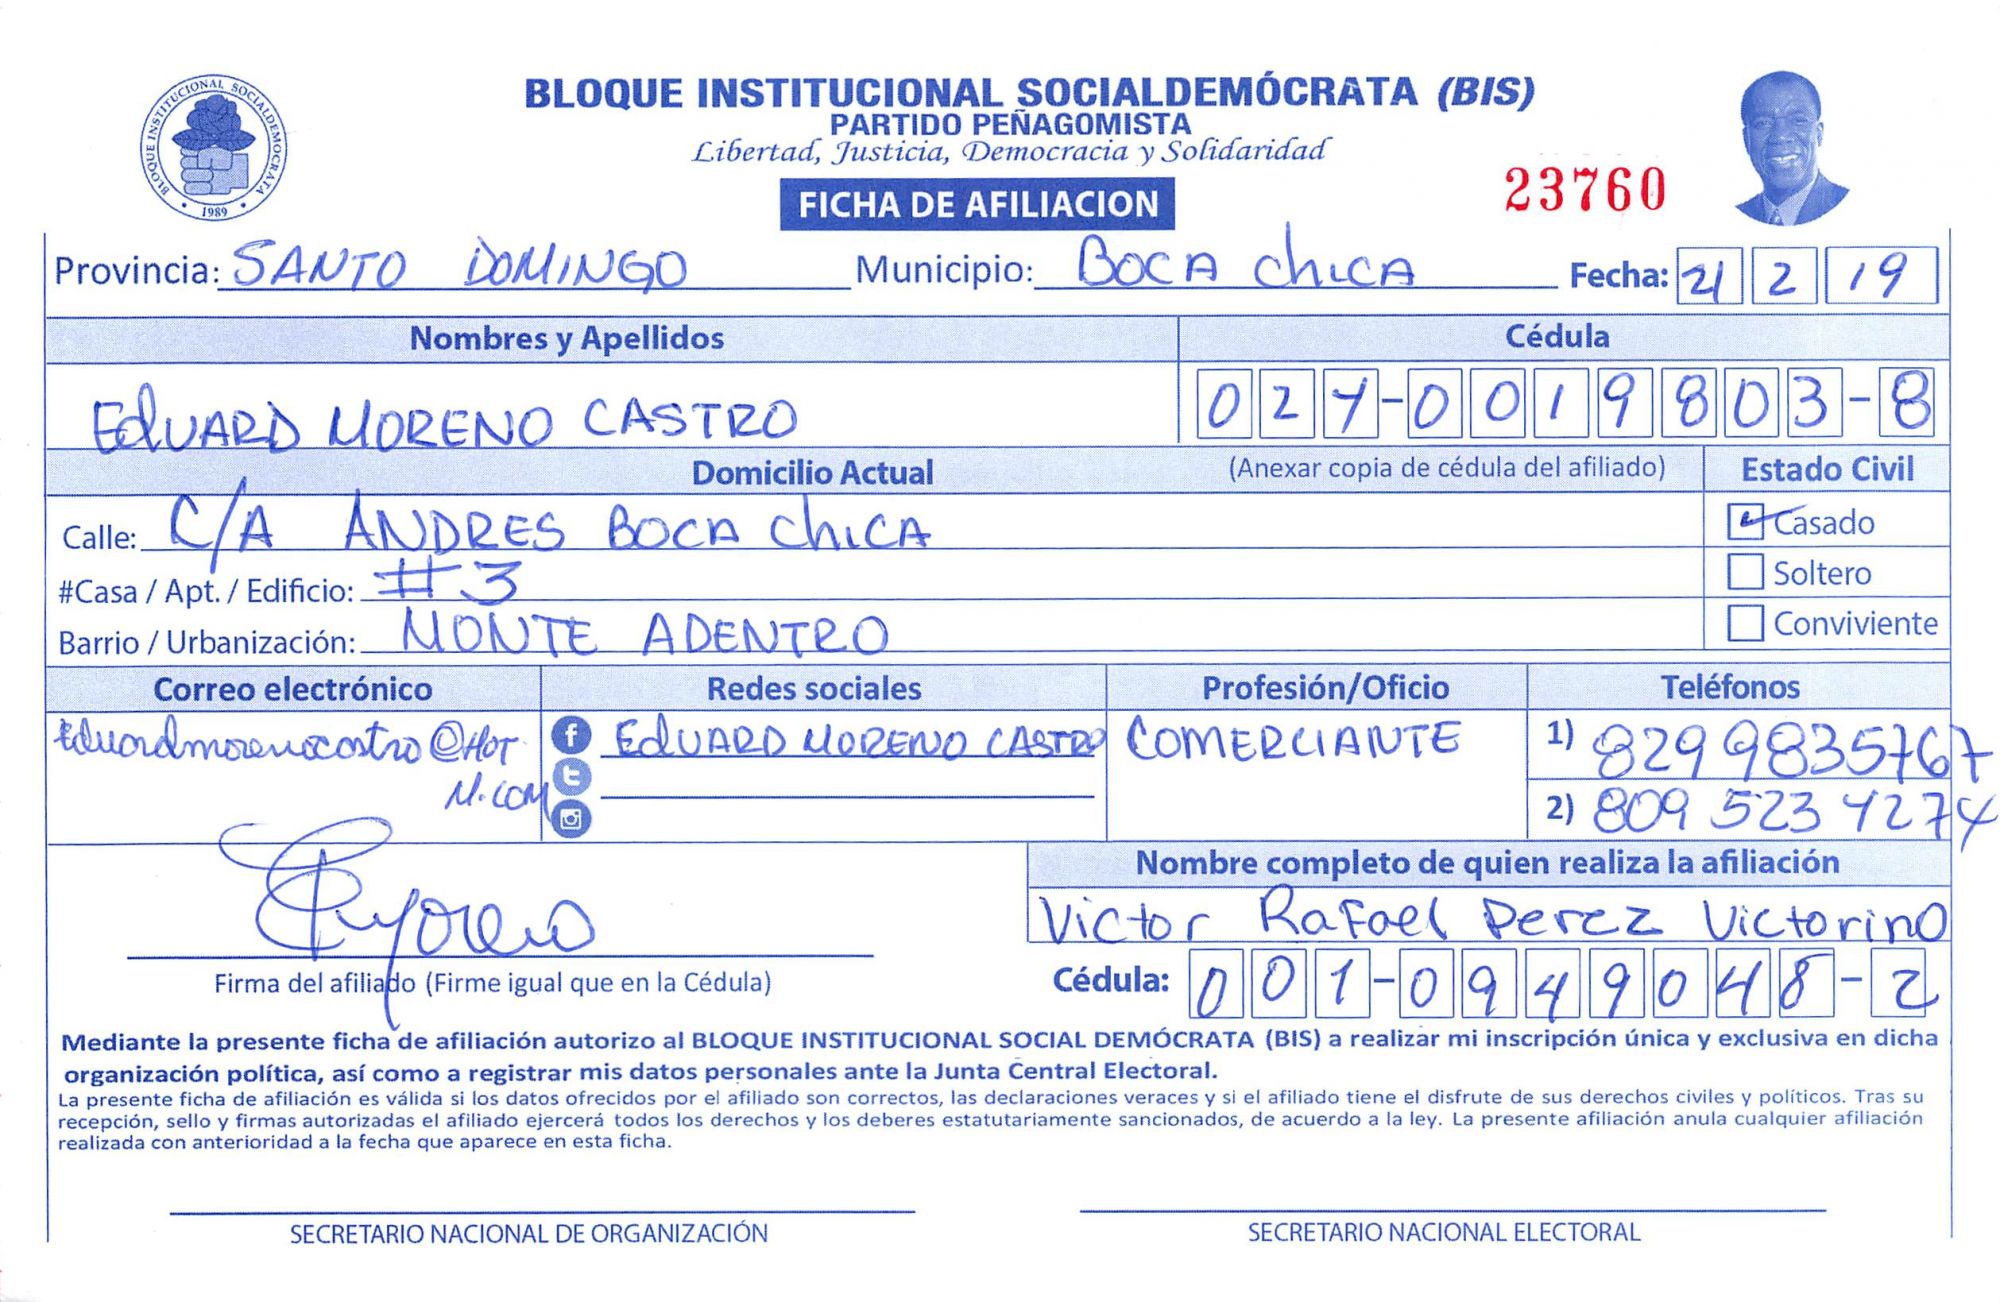 BLOQUE INSTITUCIONAL SOCIALDEMÓCRATA (BIS)
PARTIDO PEÑAGOMISTA
Libertad, Justicia, Democracia y Solidaridad
BLOQUE INSTITUCIONAL SOCIALDEMOCRATA
1989
FICHA DE AFILIACION
23760
Provincia: SANTO DOMINGO Municipio: BOCA ChiCA Fecha: 21 2 19
Nombres y Apellidos Cédula
EdUARD MORENO CASTRO 024-0019803-8
Domicilio Actual (Anexar copia de cédula del afiliado) Estado Civil
Calle: C/A ANDRES BOCA ChiCA Casado
#Casa / Apt. / Edificio: #3 Soltero
Barrio / Urbanización: MONTE ADENTRO Conviviente
Correo electrónico Redes sociales Profesión/Oficio Teléfonos
Eduardmorenocastro@HOT EdUARD MORENO CASTRO COMERCIANTE 1) 8299835767
M.COM 2) 809 523 4274
Nombre completo de quien realiza la afiliación
Victor Rafael Perez Victorino
Firma del afiliado (Firme igual que en la Cédula) Cédula: 001-0949048-2
Mediante la presente ficha de afiliación autorizo al BLOQUE INSTITUCIONAL SOCIAL DEMÓCRATA (BIS) a realizar mi inscripción única y exclusiva en dicha
organización política, así como a registrar mis datos personales ante la Junta Central Electoral.
La presente ficha de afiliación es válida si los datos ofrecidos por el afiliado son correctos, las declaraciones veraces y si el afiliado tiene el disfrute de sus derechos civiles y políticos. Tras su
recepción, sello y firmas autorizadas el afiliado ejercerá todos los derechos y los deberes estatutariamente sancionados, de acuerdo a la ley. La presente afiliación anula cualquier afiliación
realizada con anterioridad a la fecha que aparece en esta ficha.
SECRETARIO NACIONAL DE ORGANIZACIÓN SECRETARIO NACIONAL ELECTORAL